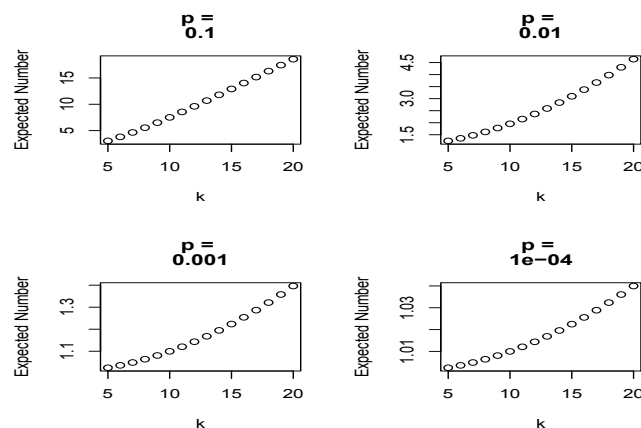 p =
0.1
Expected Number
5 10 15
5 10 15 20
k
p =
0.01
Expected Number
1.5 3.0 4.5
5 10 15 20
k
p =
0.001
Expected Number
1.1 1.3
5 10 15 20
k
p =
1e−04
Expected Number
1.01 1.03
5 10 15 20
k